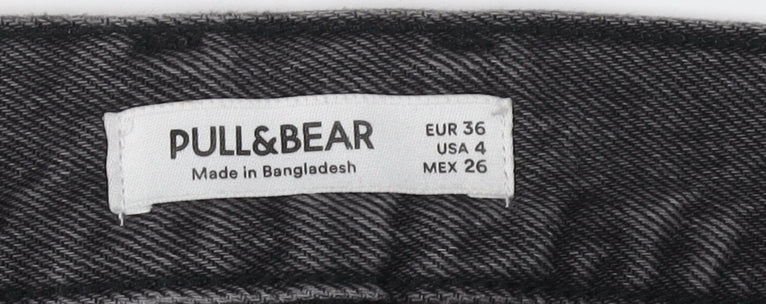 PULL&BEAR
Made in Bangladesh
EUR 36
USA 4
MEX 26